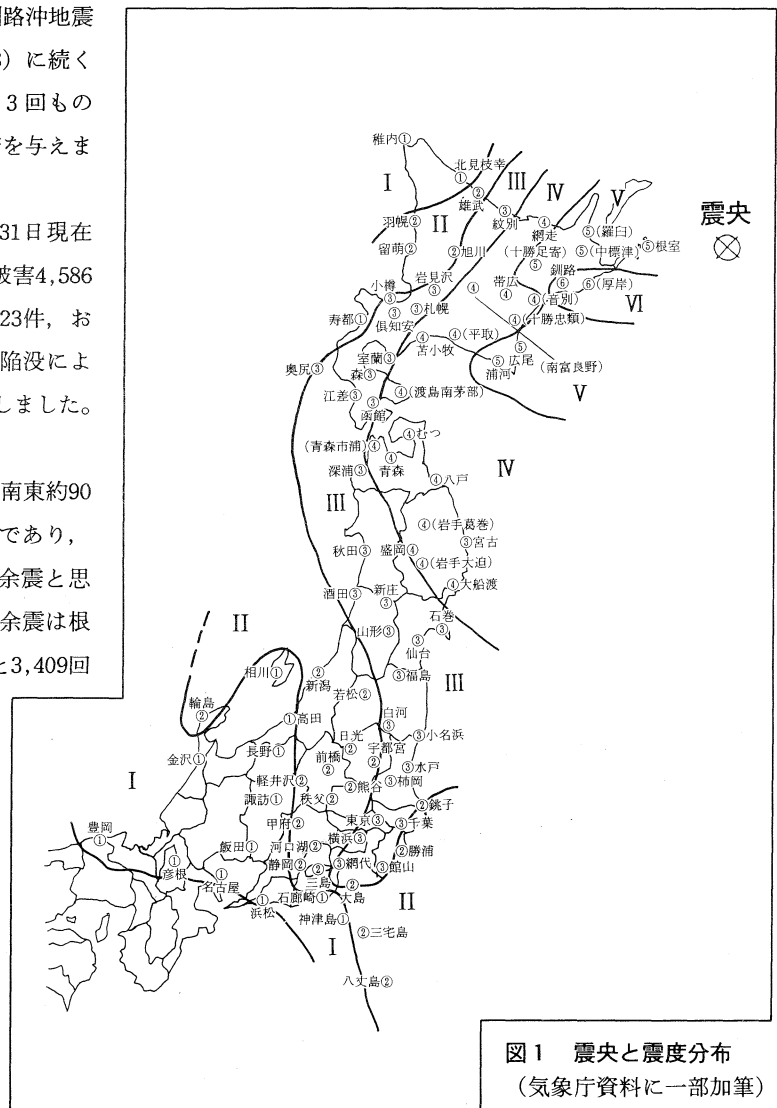 路沖地震
)に続く
3回もの
を与えま
31日現在
被害4,586
23件,お
陥没によ
しました。
南東約90
であり,
余震と思
余震は根
と3,409回
稚内①
北見枝幸
①
Ⅰ
Ⅲ
Ⅳ
Ⅴ
②
雄武
③
紋別
④
網走
羽幌②
Ⅱ
留萌②
②旭川
⑤(羅臼)
(十勝足寄)
⑤
⑤(中標津)
⑤根室
釧路
⑥
⑥(厚岸)
震央
小樽
③
岩見沢
③
④
帯広
④
④(音別)
Ⅵ
寿都①
③
倶知安
③札幌
④(十勝忠類)
④
苫小牧
④(平取)
⑤
広尾
⑤
浦河
(南富良野)
Ⅴ
奥尻③
室蘭③
森③
江差③
③
函館
④(渡島南茅部)
(青森市浦)④
④むつ
④
青森
深浦③
④八戸
Ⅳ
Ⅲ
④(岩手葛巻)
③宮古
秋田③
盛岡④
④(岩手大迫)
④大船渡
酒田③
新庄
③
石巻
③
山形③
③
仙台
Ⅱ
相川①
②
新潟
③福島
Ⅲ
若松②
輪島
②
①高田
白河
③
③小名浜
金沢①
長野①
日光
②
宇都宮
②
前橋
②
③水戸
Ⅰ
軽井沢②
②熊谷
③柿岡
諏訪①
秩父②
②銚子
甲府②
東京③
③千葉
豊岡
①
飯田①
河口湖②
横浜③
②勝浦
①
彦根
①
名古屋
静岡②
②
三島
③網代
③館山
①
浜松
石廊崎①
②
大島
Ⅱ
神津島①
Ⅰ
②三宅島
八丈島②
図1 震央と震度分布
(気象庁資料に一部加筆)